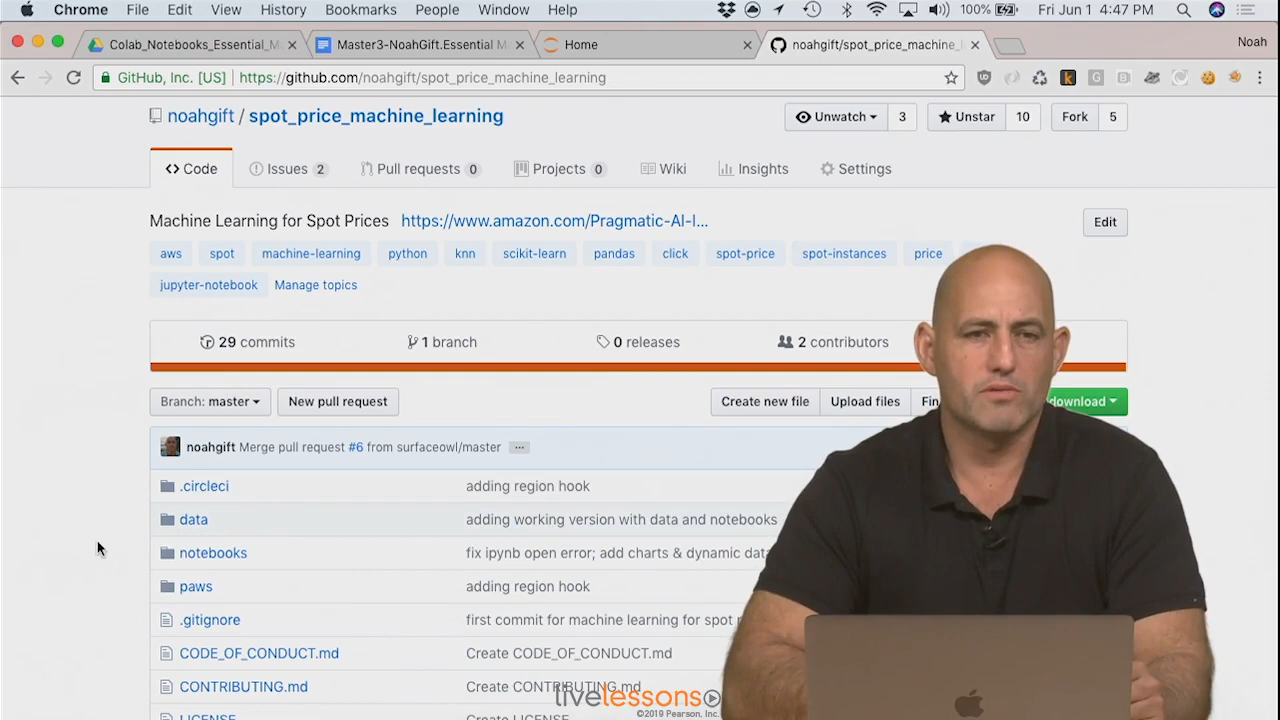 Chrome File Edit View History Bookmarks People Window Help 100% Fri Jun 1 4:47 PM
Colab_Notebooks_Essential_M Master3-NoahGift.Essential M Home noahgift/spot_price_machine_ Noah
GitHub, Inc. [US] https://github.com/noahgift/spot_price_machine_learning
noahgift / spot_price_machine_learning Unwatch 3 Unstar 10 Fork 5
Code Issues 2 Pull requests 0 Projects 0 Wiki Insights Settings
Machine Learning for Spot Prices https://www.amazon.com/Pragmatic-AI-I... Edit
aws spot machine-learning python knn scikit-learn pandas click spot-price spot-instances price
jupyter-notebook Manage topics
29 commits 1 branch 0 releases 2 contributors
Branch: master New pull request Create new file Upload files Fin download
noahgift Merge pull request #6 from surfaceowl/master ...
.circleci adding region hook
data adding working version with data and notebooks
notebooks fix ipynb open error; add charts & dynamic dat
paws adding region hook
.gitignore first commit for machine learning for spot
CODE_OF_CONDUCT.md Create CODE_OF_CONDUCT.md
CONTRIBUTING.md Create CONTRIBUTING.md
livelessons
LICENSE Create LICENSE
©2019 Pearson, Inc.